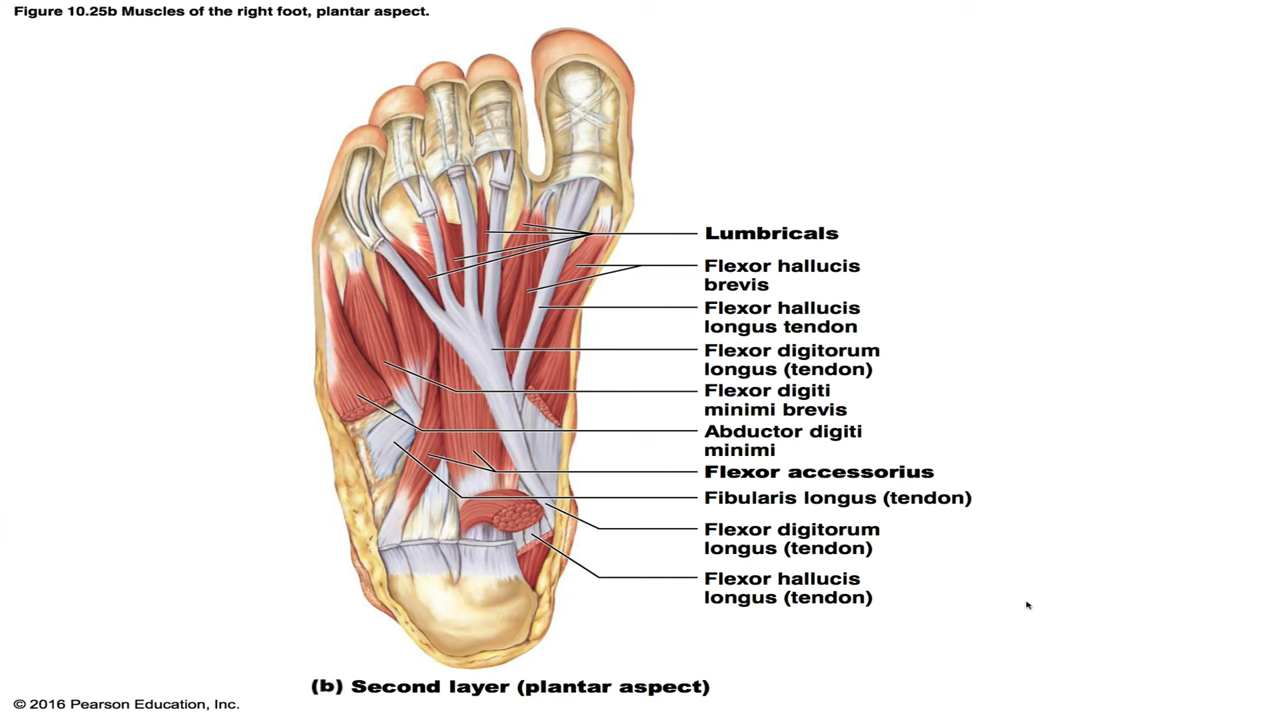 Figure 10.25b Muscles of the right foot, plantar aspect.
Lumbricals
Flexor hallucis
brevis
Flexor hallucis
longus tendon
Flexor digitorum
longus (tendon)
Flexor digiti
minimi brevis
Abductor digiti
minimi
Flexor accessorius
Fibularis longus (tendon)
Flexor digitorum
longus (tendon)
Flexor hallucis
longus (tendon)
(b) Second layer (plantar aspect)
© 2016 Pearson Education, Inc.